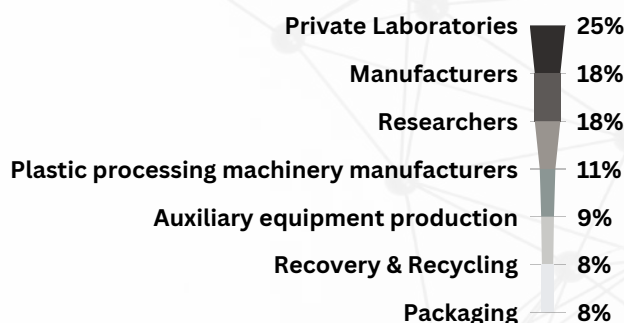 Private Laboratories 25%
Manufacturers 18%
Researchers 18%
Plastic processing machinery manufacturers 11%
Auxiliary equipment production 9%
Recovery & Recycling 8%
Packaging 8%